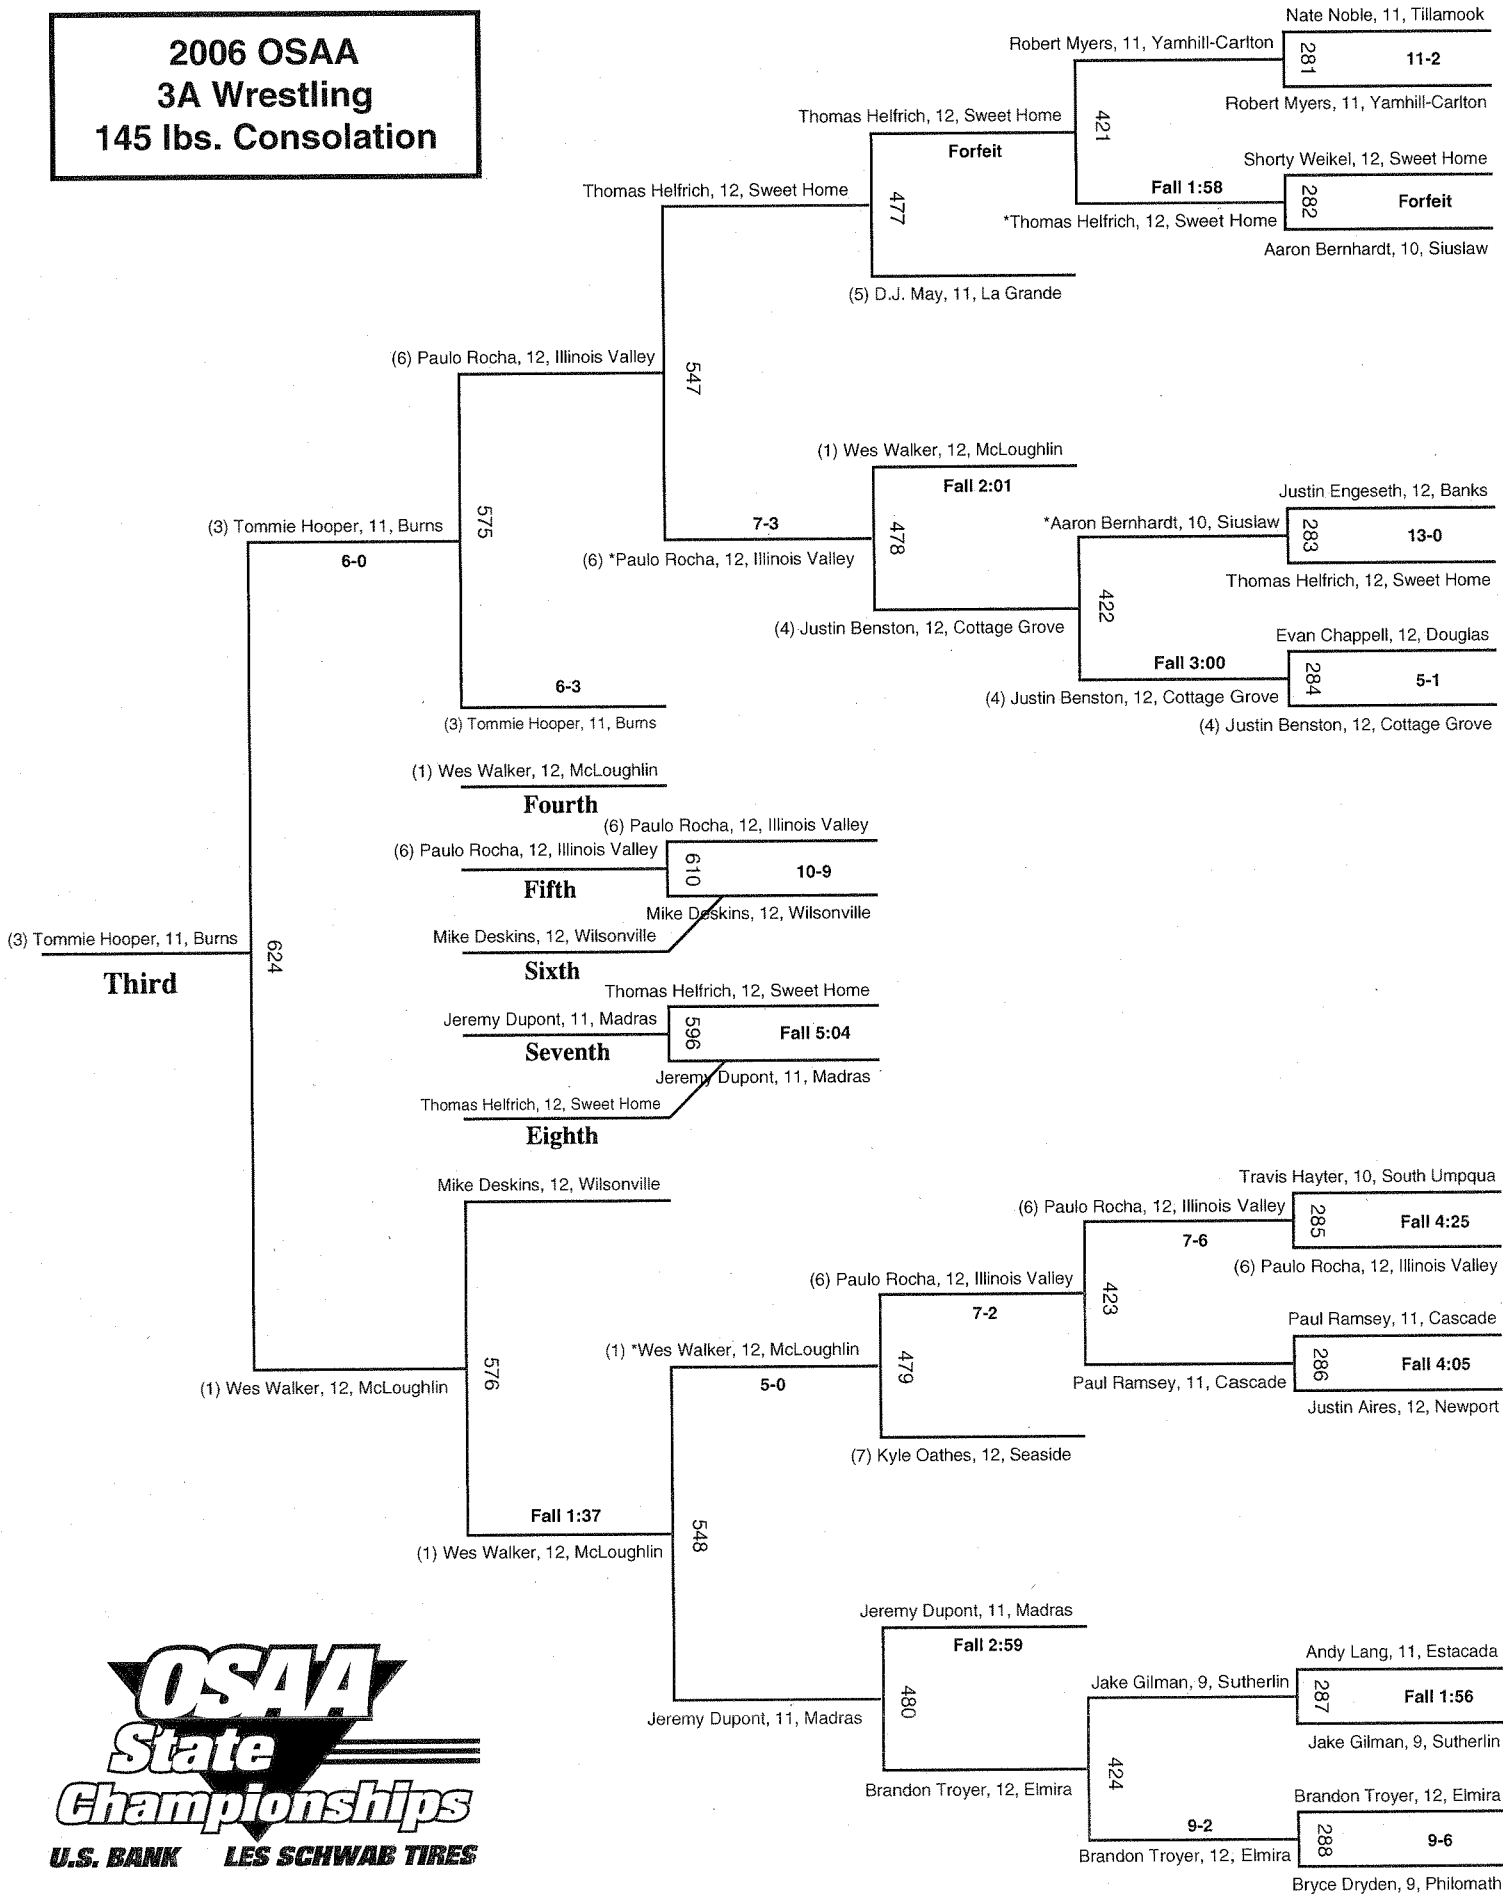 2006 OSAA
3A Wrestling
145 lbs. Consolation
Nate Noble, 11, Tillamook
281
11-2
Robert Myers, 11, Yamhill-Carlton
Robert Myers, 11, Yamhill-Carlton
421
Shorty Weikel, 12, Sweet Home
282
Forfeit
Aaron Bernhardt, 10, Siuslaw
Fall 1:58
*Thomas Helfrich, 12, Sweet Home
Thomas Helfrich, 12, Sweet Home
Forfeit
477
(5) D.J. May, 11, La Grande
Thomas Helfrich, 12, Sweet Home
547
(1) Wes Walker, 12, McLoughlin
Fall 2:01
478
Justin Engeseth, 12, Banks
283
13-0
Thomas Helfrich, 12, Sweet Home
*Aaron Bernhardt, 10, Siuslaw
422
Evan Chappell, 12, Douglas
284
5-1
(4) Justin Benston, 12, Cottage Grove
Fall 3:00
(4) Justin Benston, 12, Cottage Grove
(4) Justin Benston, 12, Cottage Grove
7-3
(6) *Paulo Rocha, 12, Illinois Valley
(6) Paulo Rocha, 12, Illinois Valley
575
6-3
(3) Tommie Hooper, 11, Burns
(3) Tommie Hooper, 11, Burns
6-0
(1) Wes Walker, 12, McLoughlin
Fourth
(6) Paulo Rocha, 12, Illinois Valley
(6) Paulo Rocha, 12, Illinois Valley
610
10-9
Fifth
Mike Deskins, 12, Wilsonville
Mike Deskins, 12, Wilsonville
Sixth
(3) Tommie Hooper, 11, Burns
624
Third
Thomas Helfrich, 12, Sweet Home
Jeremy Dupont, 11, Madras
596
Fall 5:04
Seventh
Jeremy Dupont, 11, Madras
Thomas Helfrich, 12, Sweet Home
Eighth
Mike Deskins, 12, Wilsonville
576
(1) Wes Walker, 12, McLoughlin
Travis Hayter, 10, South Umpqua
285
Fall 4:25
(6) Paulo Rocha, 12, Illinois Valley
(6) Paulo Rocha, 12, Illinois Valley
7-6
423
Paul Ramsey, 11, Cascade
286
Fall 4:05
Justin Aires, 12, Newport
Paul Ramsey, 11, Cascade
(6) Paulo Rocha, 12, Illinois Valley
7-2
479
(7) Kyle Oathes, 12, Seaside
(1) *Wes Walker, 12, McLoughlin
5-0
548
Fall 1:37
(1) Wes Walker, 12, McLoughlin
Jeremy Dupont, 11, Madras
Fall 2:59
480
Jeremy Dupont, 11, Madras
Andy Lang, 11, Estacada
287
Fall 1:56
Jake Gilman, 9, Sutherlin
Jake Gilman, 9, Sutherlin
424
Brandon Troyer, 12, Elmira
Brandon Troyer, 12, Elmira
288
9-6
Bryce Dryden, 9, Philomath
9-2
Brandon Troyer, 12, Elmira
OSAA
State
Championships
U.S. BANK LES SCHWAB TIRES